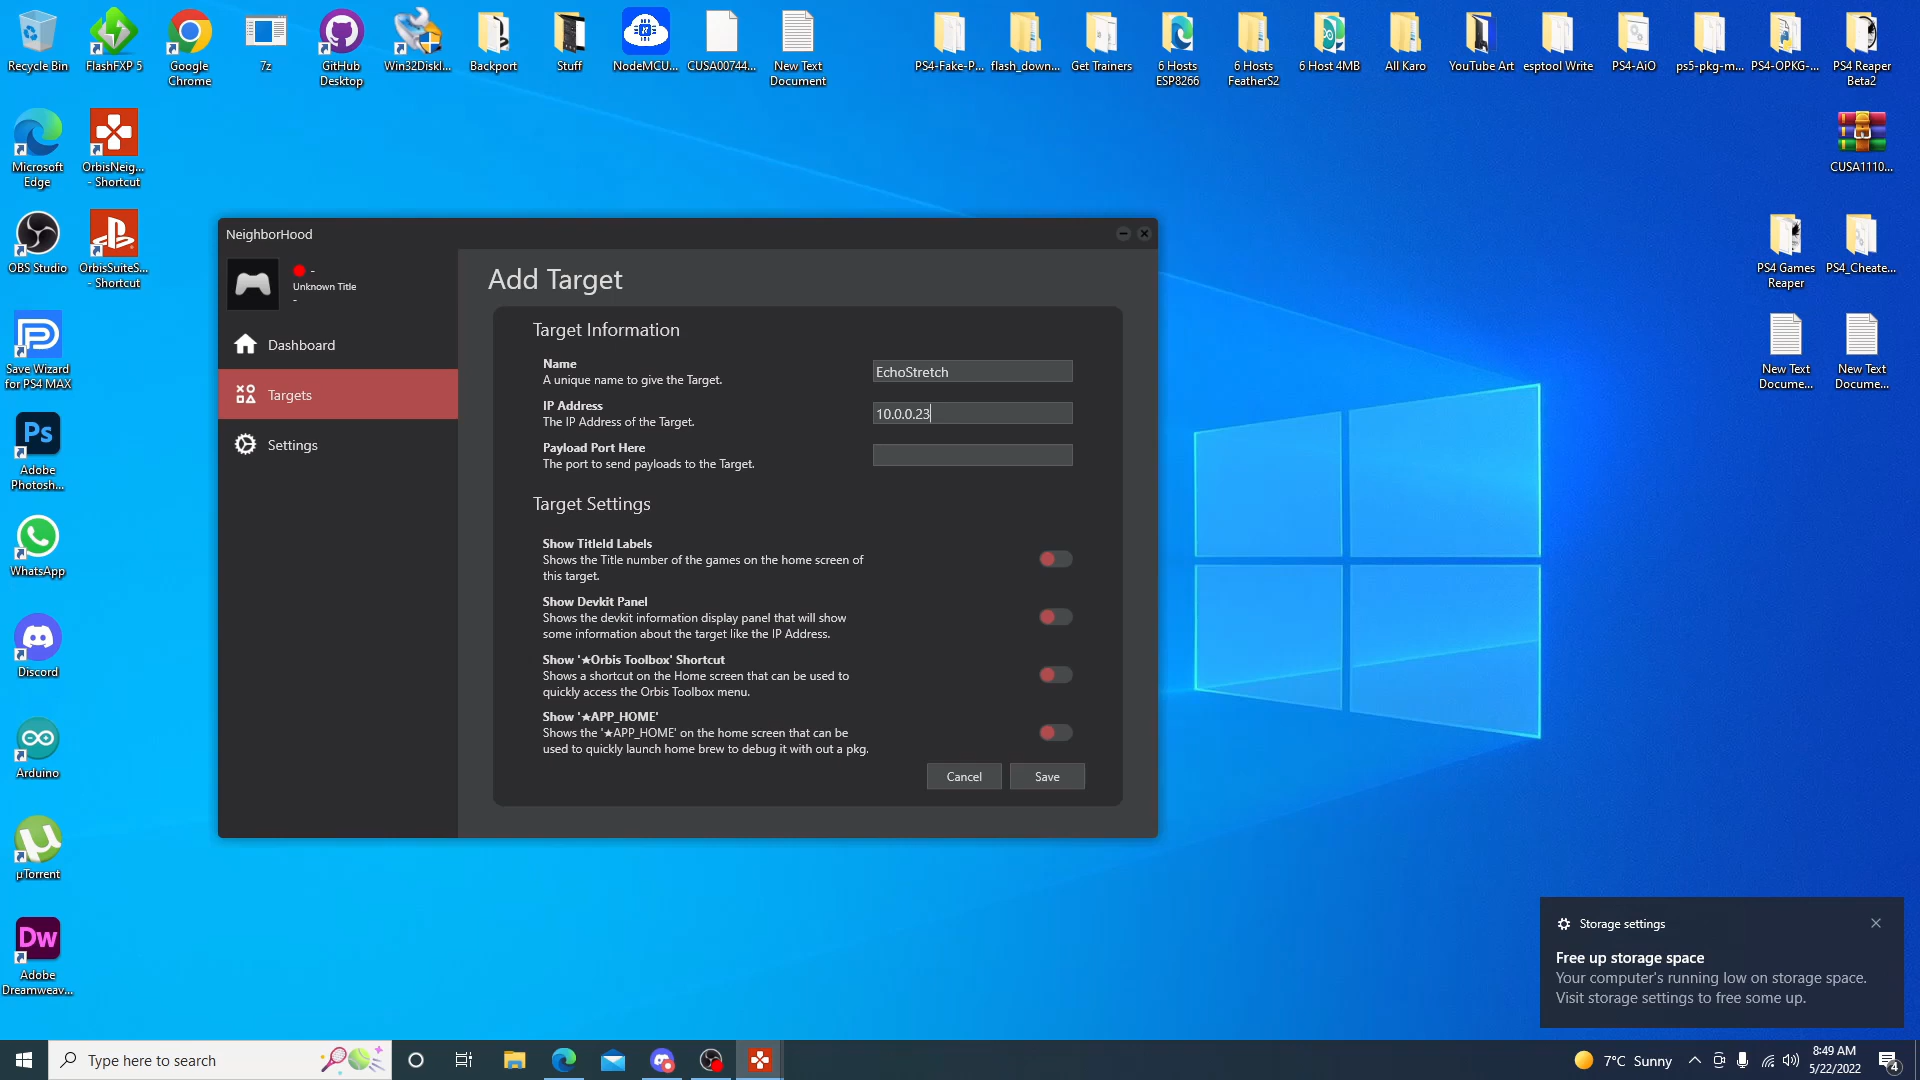 Recycle Bin
FlashFXP 5
Google
Chrome
7z
GitHub
Desktop
Win32DiskI...
Backport
Stuff
NodeMCU...
CUSA00744...
New Text
Document
PS4-Fake-P...
flash_down...
Get Trainers
6 Hosts
ESP8266
6 Hosts
FeatherS2
6 Host 4MB
All Karo
YouTube Art
esptool Write
PS4-AiO
ps5-pkg-m...
PS4-OPKG-...
PS4 Reaper
Beta2
Microsoft
Edge
OrbisNeig...
- Shortcut
CUSA1110...
OBS Studio
OrbisSuiteS...
- Shortcut
PS4 Games
Reaper
PS4_Cheate...
Save Wizard
for PS4 MAX
New Text
Docume...
New Text
Docume...
Ps
Adobe
Photosh...
WhatsApp
Discord
Arduino
µTorrent
Dw
Adobe
Dreamweav...
NeighborHood
-
Unknown Title
-
Dashboard
Targets
Settings
Add Target
Target Information
Name
A unique name to give the Target.
EchoStretch
IP Address
The IP Address of the Target.
10.0.0.23
Payload Port Here
The port to send payloads to the Target.
Target Settings
Show TitleId Labels
Shows the Title number of the games on the home screen of
this target.
Show Devkit Panel
Shows the devkit information display panel that will show
some information about the target like the IP Address.
Show '★Orbis Toolbox' Shortcut
Shows a shortcut on the Home screen that can be used to
quickly access the Orbis Toolbox menu.
Show '★APP_HOME'
Shows the '★APP_HOME' on the home screen that can be
used to quickly launch home brew to debug it with out a pkg.
Cancel
Save
Storage settings
Free up storage space
Your computer's running low on storage space.
Visit storage settings to free some up.
Type here to search
7°C Sunny
8:49 AM
5/22/2022
4